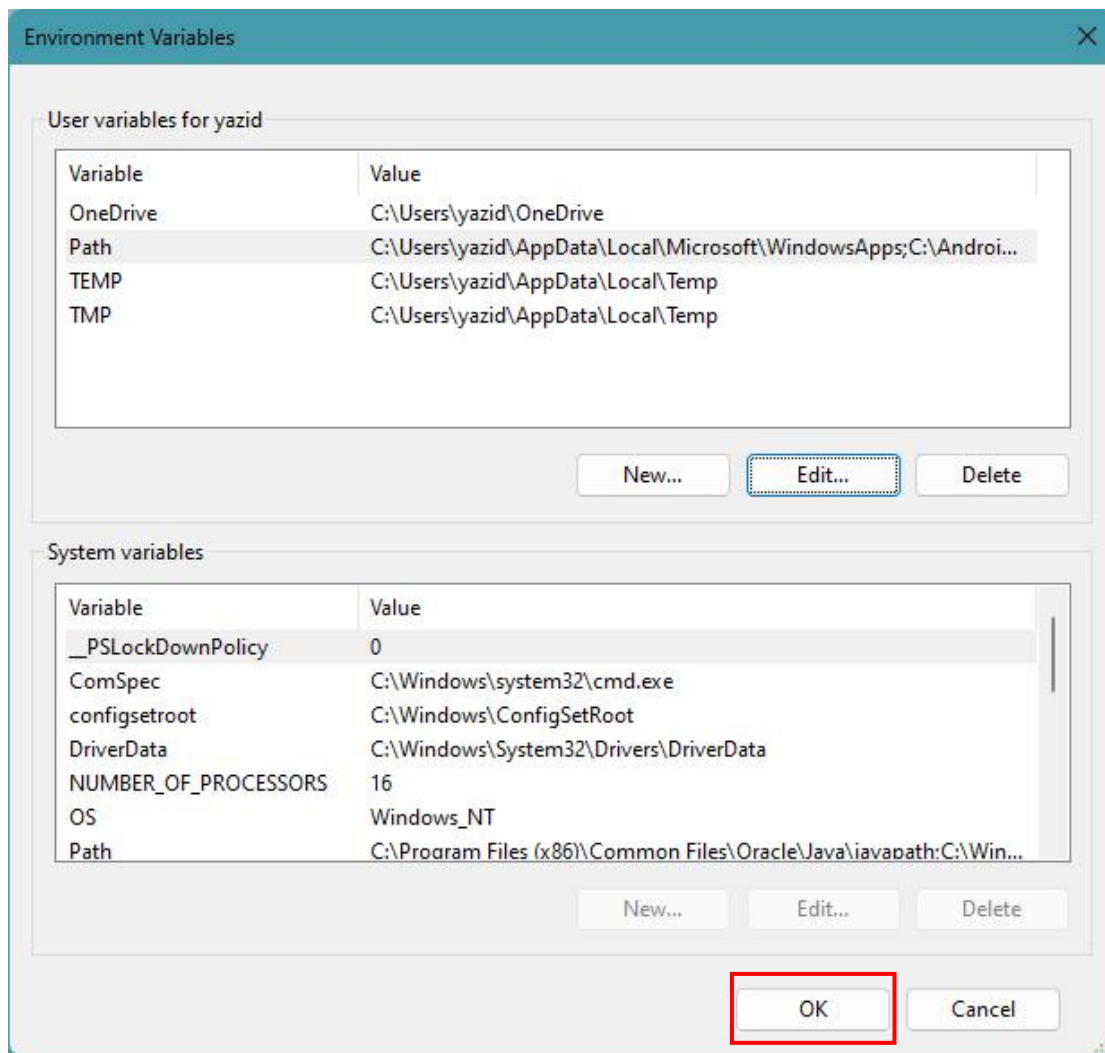 Environment Variables
User variables for yazid
Variable Value
OneDrive C:\Users\yazid\OneDrive
Path C:\Users\yazid\AppData\Local\Microsoft\WindowsApps;C:\Androi...
TEMP C:\Users\yazid\AppData\Local\Temp
TMP C:\Users\yazid\AppData\Local\Temp
New... Edit... Delete
System variables
Variable Value
__PSLockDownPolicy 0
ComSpec C:\Windows\system32\cmd.exe
configsetroot C:\Windows\ConfigSetRoot
DriverData C:\Windows\System32\Drivers\DriverData
NUMBER_OF_PROCESSORS 16
OS Windows_NT
Path C:\Program Files (x86)\Common Files\Oracle\Java\javapath;C:\Win...
New... Edit... Delete
OK Cancel